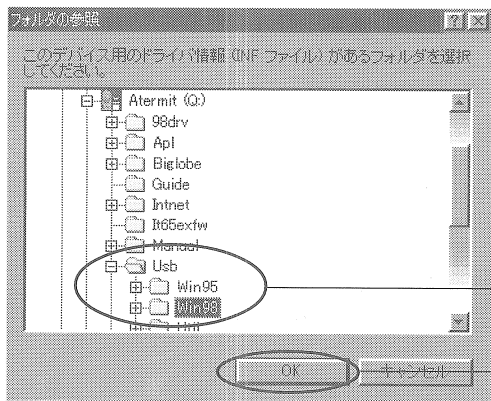 フォルダの参照
このデバイス用のドライバ情報(INF ファイル)があるフォルダを選択
してください。
Atermit (Q:)
98drv
Apl
Biglobe
Guide
Intnet
It65exfw
Manual
Usb
Win95
Win98
Util
OK
キャンセル